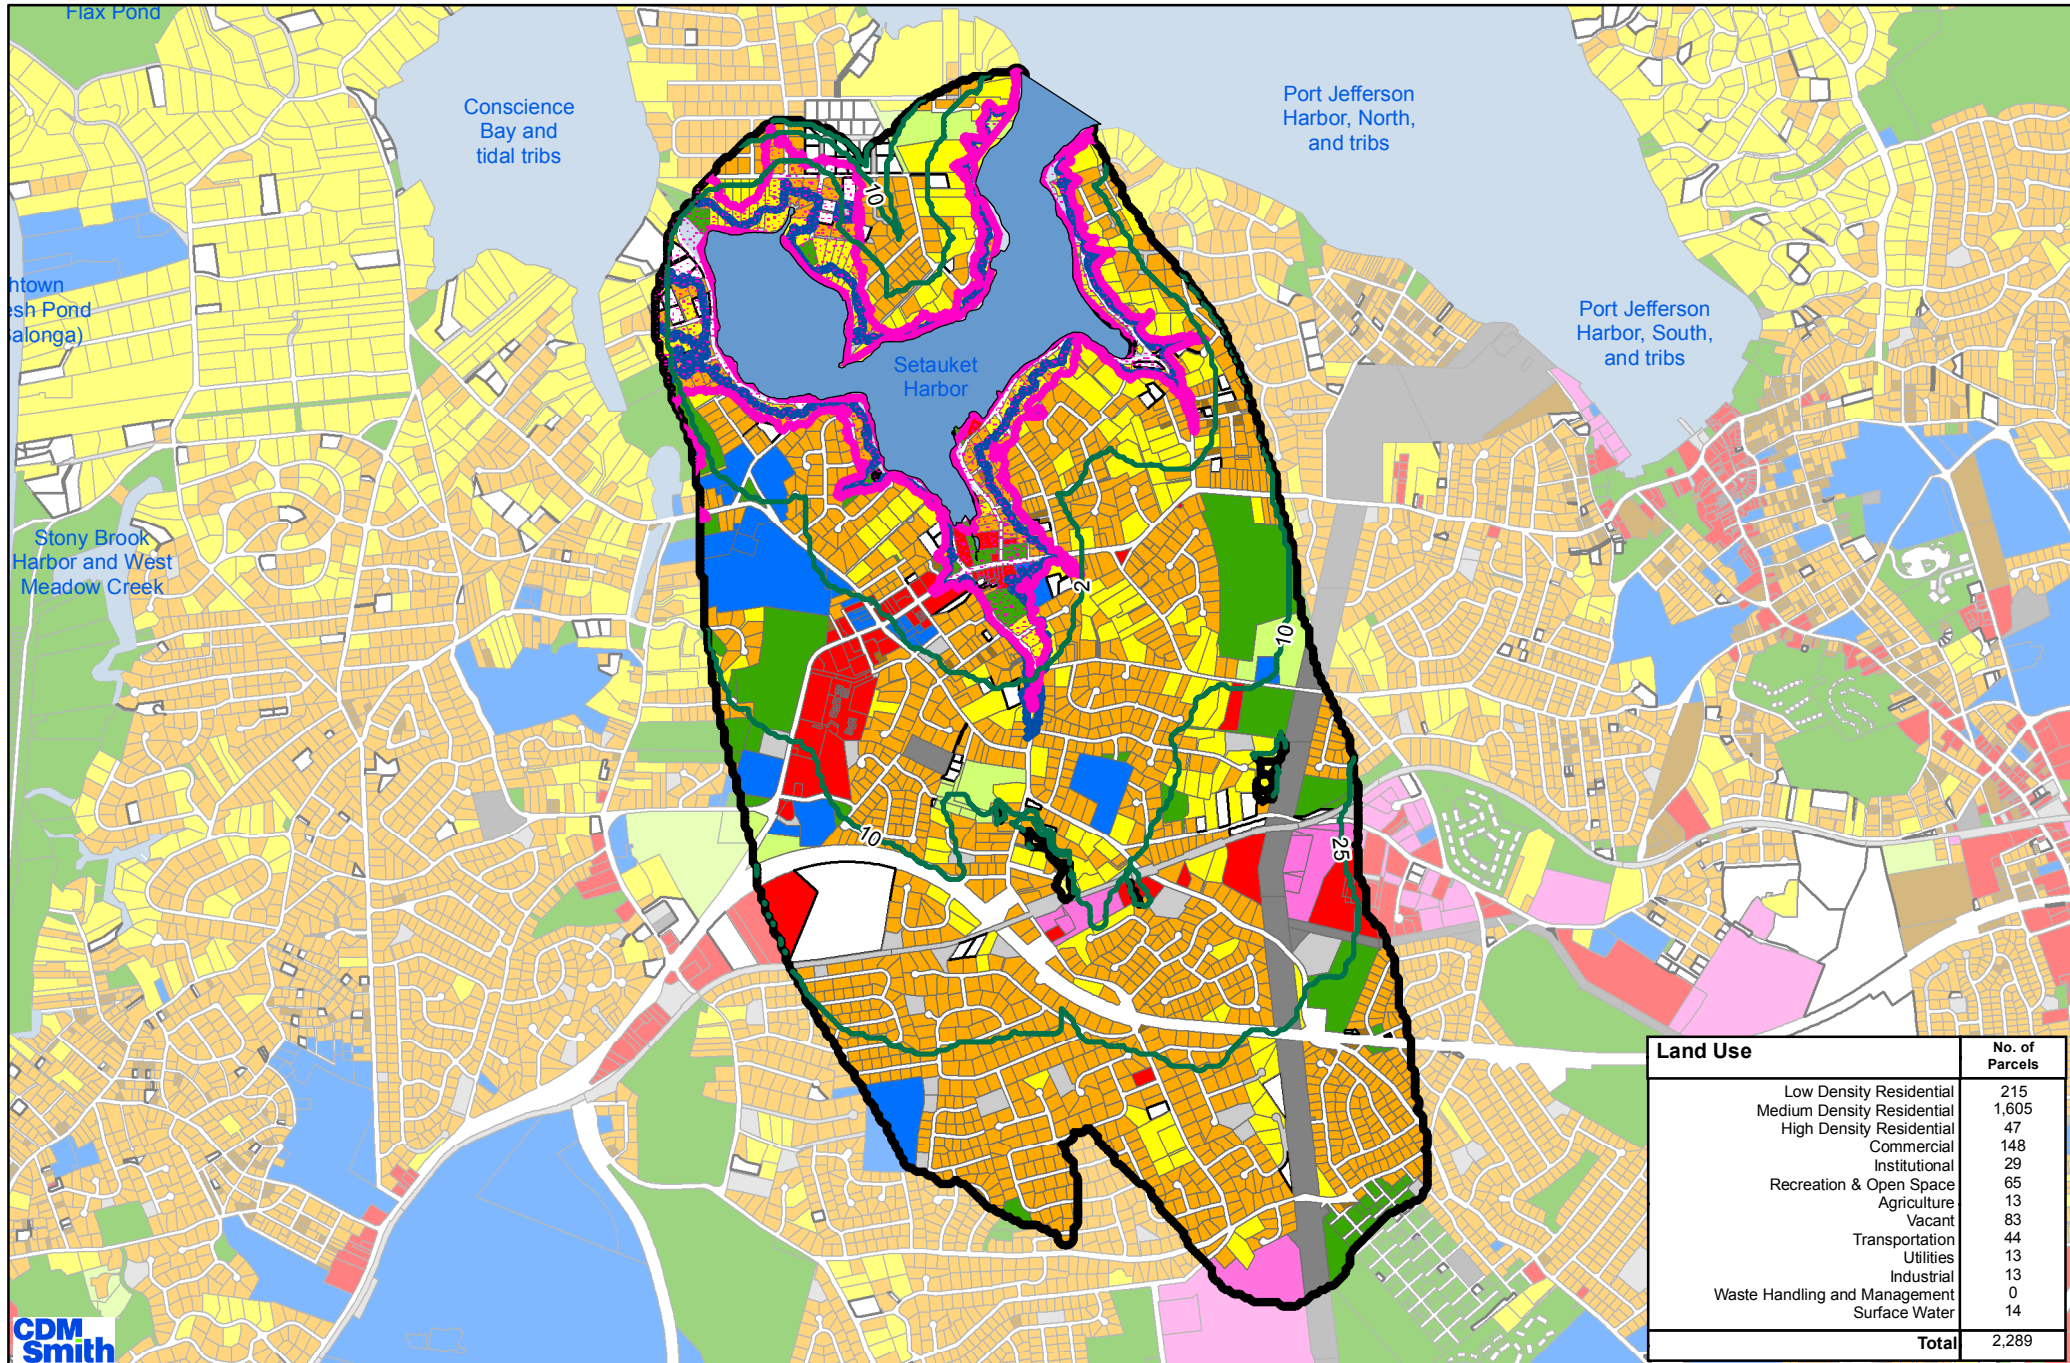 Flax Pond
Conscience
Bay and
tidal tribs
Port Jefferson
Harbor, North,
and tribs
htown
esh Pond
Salonga)
Port Jefferson
Harbor, South,
and tribs
Setauket
Harbor
Stony Brook
Harbor and West
Meadow Creek
10
2
10
10
25
Land Use No. of
Parcels
Low Density Residential 215
Medium Density Residential 1,605
High Density Residential 47
Commercial 148
Institutional 29
Recreation & Open Space 65
Agriculture 13
Vacant 83
Transportation 44
Utilities 13
Industrial 13
Waste Handling and Management 0
Surface Water 14
Total 2,289
CDM
Smith